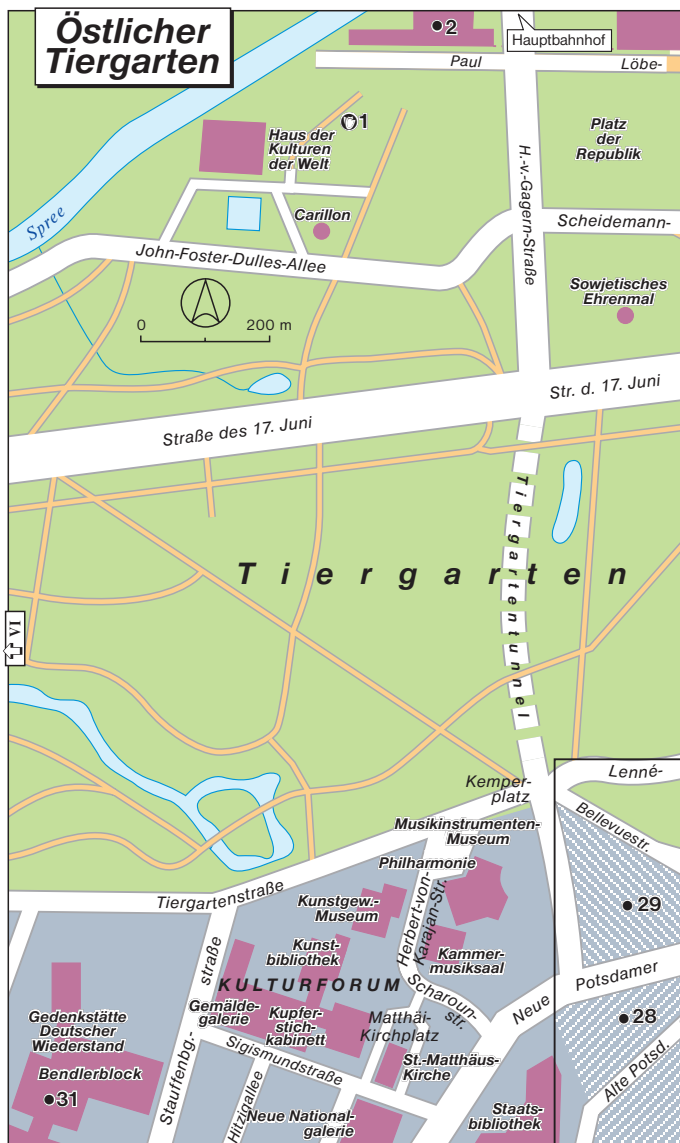 Östlicher
Tiergarten
2
Hauptbahnhof
Paul
Löbe-
1
Haus der
Kulturen
der Welt
Platz
der
Republik
H.-v.-Gagern-Straße
Spree
Carillon
Scheidemann-
John-Foster-Dulles-Allee
Sowjetisches
Ehrenmal
0
200 m
Str. d. 17. Juni
Straße des 17. Juni
Tiergarten
Tiergartentunnel
VI
Kemper-
platz
Lenné-
Bellevuestr.
Musikinstrumenten-
Museum
Philharmonie
Tiergartenstraße
Kunstgew.-
Museum
Herbert-von-
Karajan-Str.
29
Kunst-
bibliothek
Kammer-
musiksaal
KULTURFORUM
Scharoun-
str.
Neue
Potsdamer
Gemälde-
galerie
Kupfer-
stich-
kabinett
Matthäi-
Kirchplatz
28
Gedenkstätte
Deutscher
Wiederstand
Stauffenbg.-
straße
Sigismundstraße
St.-Matthäus-
Kirche
Alte Potsd.
Bendlerblock
31
Hitzigallee
Neue National-
galerie
Staats-
bibliothek